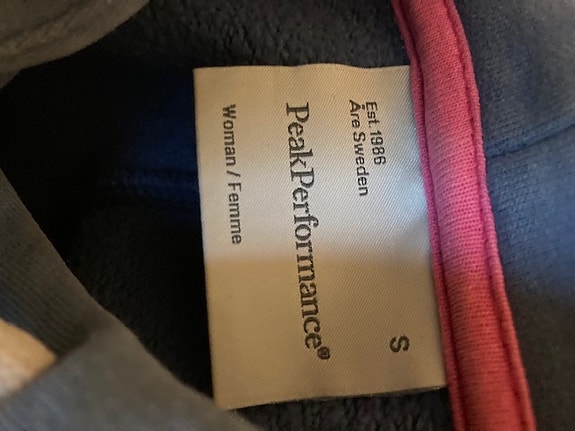 Est. 1986
Åre Sweden
S
PeakPerformance®
Woman / Femme